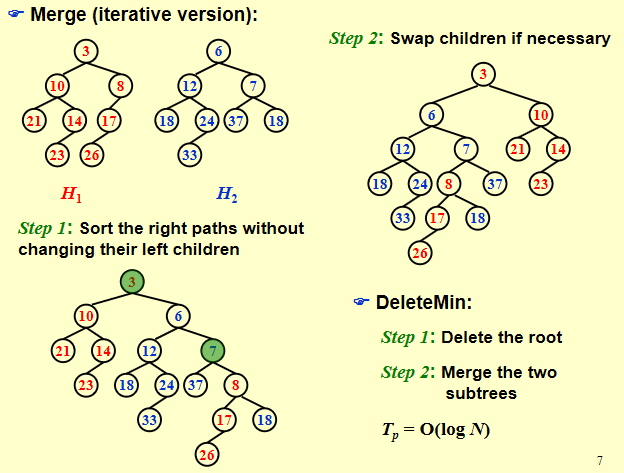 ☞ Merge (iterative version):
3
10 8
21 14 17
23 26
H1
6
12 7
18 24 37 18
33
H2
Step 1: Sort the right paths without
changing their left children
3
10 6
21 14 12 7
23 18 24 37 8
33 17 18
26
Step 2: Swap children if necessary
3
6 10
12 7 21 14
18 24 8 37 23
33 17 18
26
☞ DeleteMin:
Step 1: Delete the root
Step 2: Merge the two
subtrees
Tp = O(log N)
7